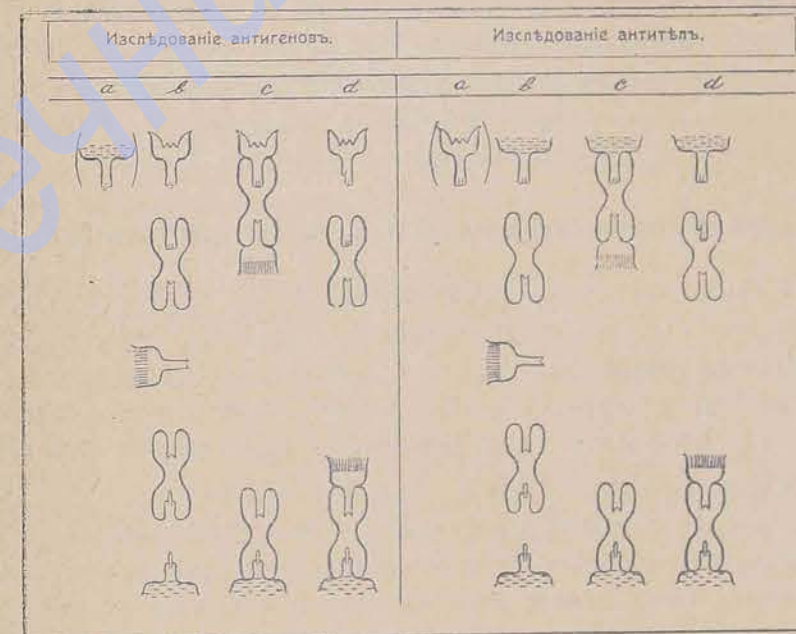 Изслѣдованіе антигеновъ.
Изслѣдованіе антитѣлъ.
a b c d a b c d